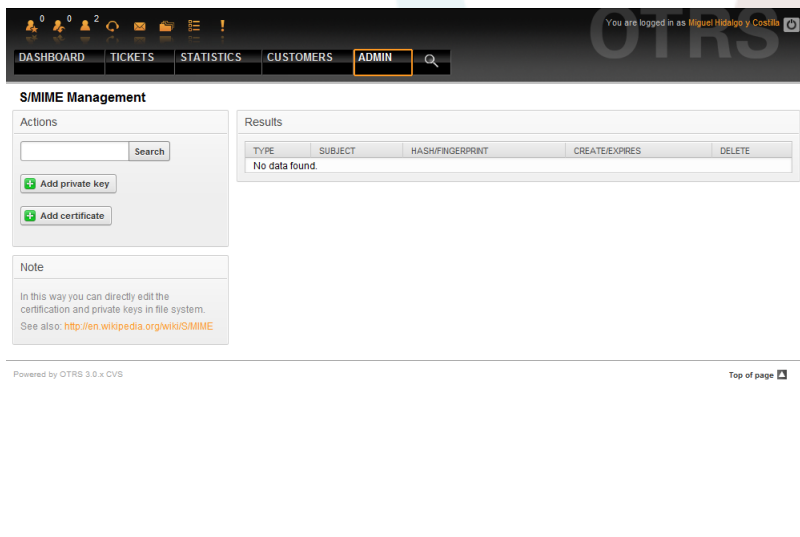 0 0 2
You are logged in as Miguel Hidalgo y Costilla
OTRS
DASHBOARD TICKETS STATISTICS CUSTOMERS ADMIN
S/MIME Management
Actions
Search
Add private key
Add certificate
Note
In this way you can directly edit the
certification and private keys in file system.
See also: http://en.wikipedia.org/wiki/S/MIME
Results
TYPE SUBJECT HASH/FINGERPRINT CREATE/EXPIRES DELETE
No data found.
Powered by OTRS 3.0.x CVS
Top of page